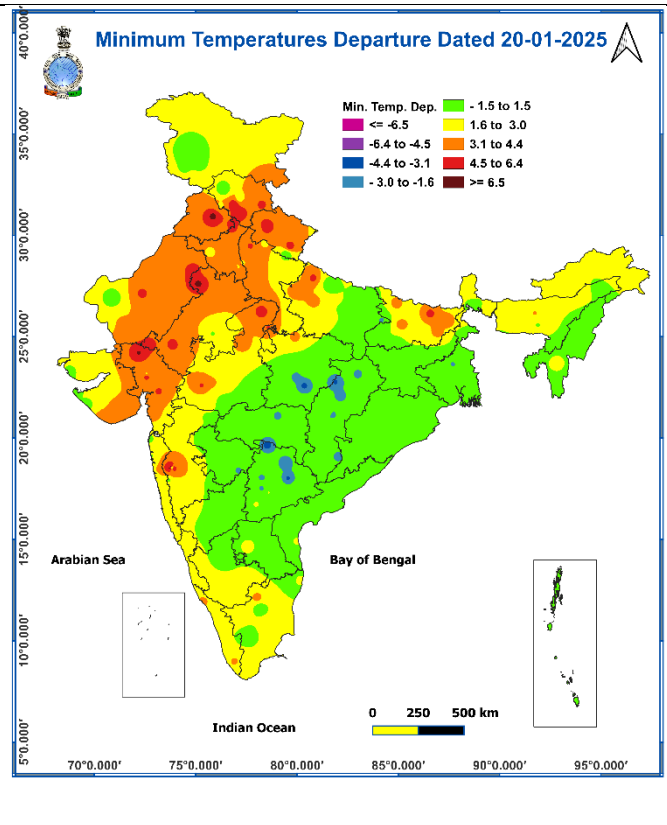 Minimum Temperatures Departure Dated 20-01-2025
Min. Temp. Dep.
<= -6.5
-6.4 to -4.5
-4.4 to -3.1
- 3.0 to -1.6
- 1.5 to 1.5
1.6 to 3.0
3.1 to 4.4
4.5 to 6.4
>= 6.5
40°0.000'
35°0.000'
30°0.000'
25°0.000'
20°0.000'
15°0.000'
10°0.000'
5°0.000'
Arabian Sea
Bay of Bengal
Indian Ocean
0 250 500 km
70°0.000' 75°0.000' 80°0.000' 85°0.000' 90°0.000' 95°0.000'